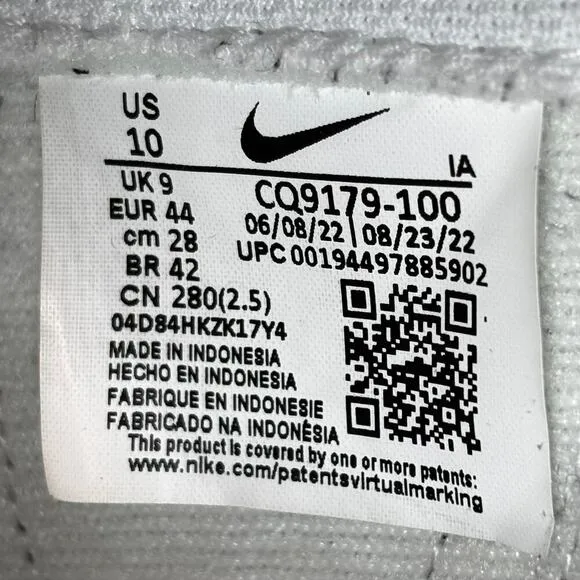 US
10
IA
UK 9
EUR 44
cm 28
BR 42
CN 280(2.5)
CQ9179-100
06/08/22 | 08/23/22
UPC 00194497885902
04D84HKZK17Y4
MADE IN INDONESIA
HECHO EN INDONESIA
FABRIQUE EN INDONESIE
FABRICADO NA INDONÉSIA
This product is covered by one or more patents:
www.nike.com/patentsvirtualmarking